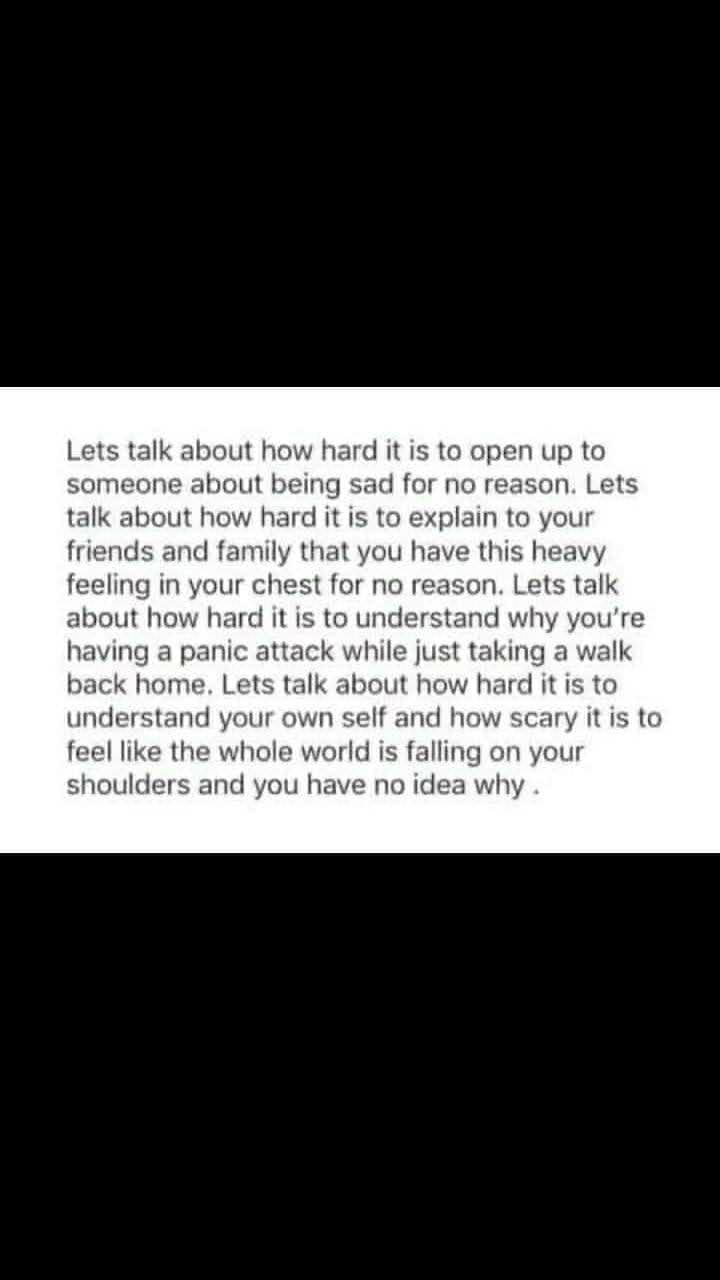 Lets talk about how hard it is to open up to
someone about being sad for no reason. Lets
talk about how hard it is to explain to your
friends and family that you have this heavy
feeling in your chest for no reason. Lets talk
about how hard it is to understand why you're
having a panic attack while just taking a walk
back home. Lets talk about how hard it is to
understand your own self and how scary it is to
feel like the whole world is falling on your
shoulders and you have no idea why .